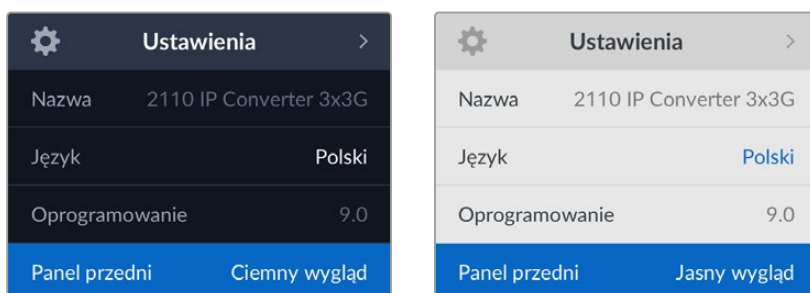 Ustawienia
Nazwa 2110 IP Converter 3x3G
Język Polski
Oprogramowanie 9.0
Panel przedni Ciemny wygląd
Ustawienia
Nazwa 2110 IP Converter 3x3G
Język Polski
Oprogramowanie 9.0
Panel przedni Jasny wygląd